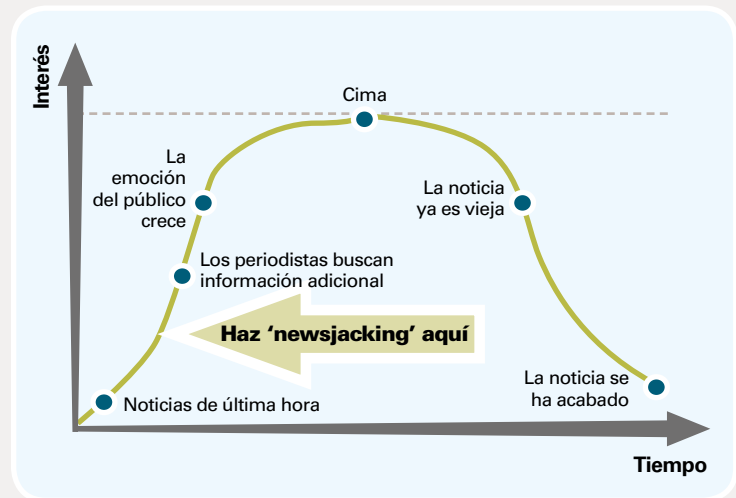 Interés
Cima
La
emoción
del público
crece
La noticia
ya es vieja
Los periodistas buscan
información adicional
Haz ‘newsjacking’ aquí
Noticias de última hora
La noticia se
ha acabado
Tiempo